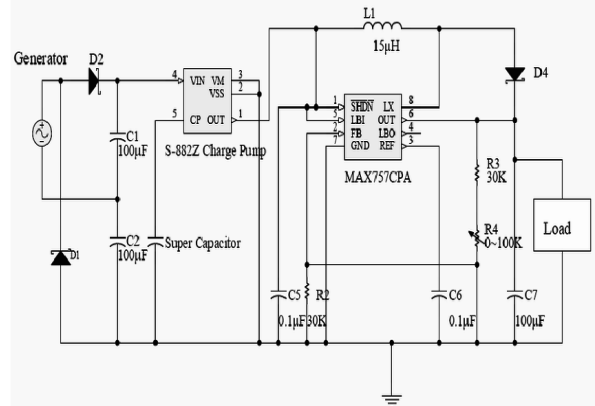 L1
15μH
Generator
D2
D4
4 VIN VM 3
VSS 2
5 CP OUT 1
S-882Z Charge Pump
C1
100μF
1 SHDN LX 8
5 LBI OUT 6
2 FB LBO 4
7 GND REF 3
MAX757CPA
R3
30K
R4
0~100K
Load
C2
100μF
Super Capacitor
D1
C5
0.1μF
R2
30K
C6
0.1μF
C7
100μF